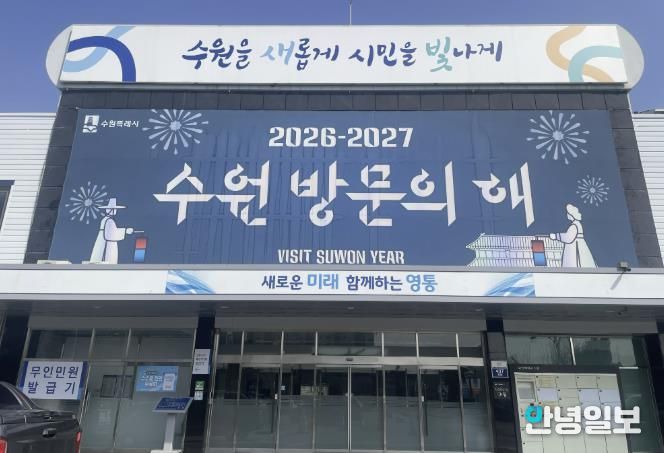 수원을 새롭게 시민을 빛나게
수원특례시
2026-2027
수원 방문의 해
VISIT SUWON YEAR
새로운 미래 함께하는 영통
무인민원
발급기
안녕일보